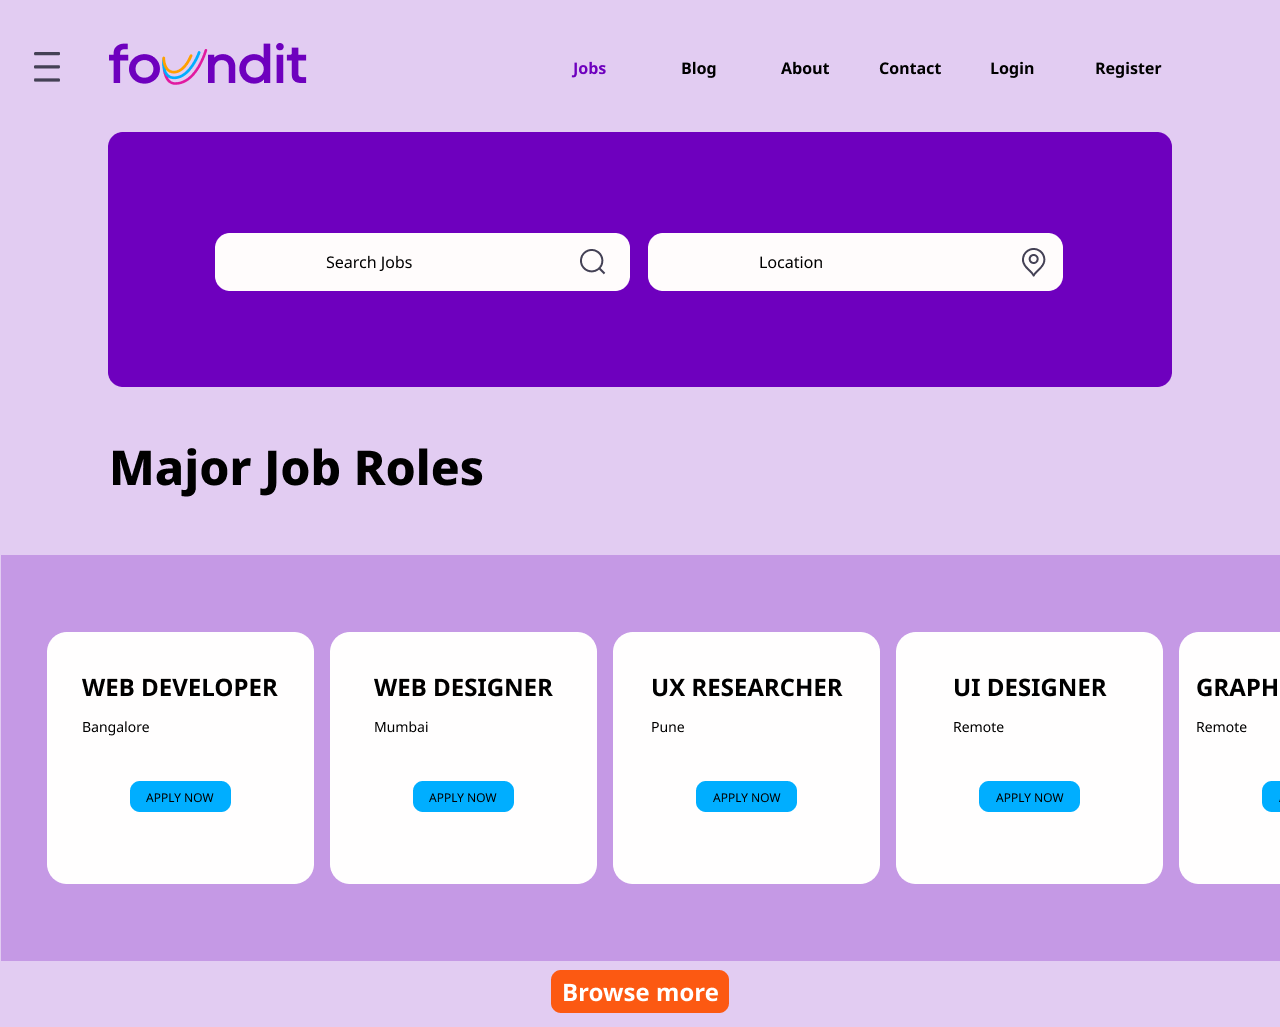 foundit
Jobs Blog About Contact Login Register
Search Jobs
Location
Major Job Roles
WEB DEVELOPER
Bangalore
APPLY NOW
WEB DESIGNER
Mumbai
APPLY NOW
UX RESEARCHER
Pune
APPLY NOW
UI DESIGNER
Remote
APPLY NOW
GRAPH
Remote
Browse more